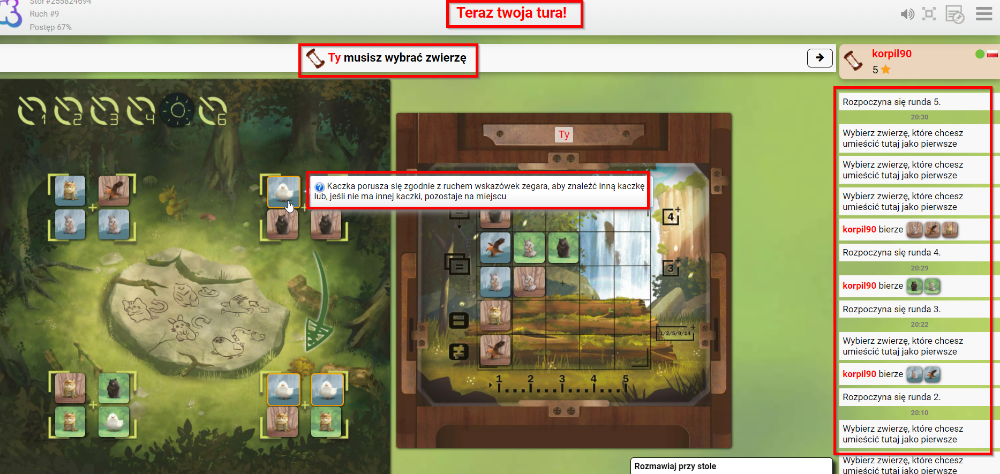 Stół #255824694
Ruch #9
Postęp 67%
Teraz twoja tura!
Ty musisz wybrać zwierzę
korpil90
5
1
2
3
4
6
Ty
Kaczka porusza się zgodnie z ruchem wskazówek zegara, aby znaleźć inną kaczkę
lub, jeśli nie ma innej kaczki, pozostaje na miejscu
4+
3+
1/2/5/9/14+
1 2 3 4 5
Rozpoczyna się runda 5.
20:30
Wybierz zwierzę, które chcesz
umieścić tutaj jako pierwsze
Wybierz zwierzę, które chcesz
umieścić tutaj jako pierwsze
Wybierz zwierzę, które chcesz
umieścić tutaj jako pierwsze
korpil90 bierze
Rozpoczyna się runda 4.
20:29
korpil90 bierze
Rozpoczyna się runda 3.
20:22
Wybierz zwierzę, które chcesz
umieścić tutaj jako pierwsze
korpil90 bierze
Rozpoczyna się runda 2.
20:10
Wybierz zwierzę, które chcesz
umieścić tutaj jako pierwsze
Wybierz zwierzę, które chcesz
umieścić tutaj jako pierwsze
Rozmawiaj przy stole